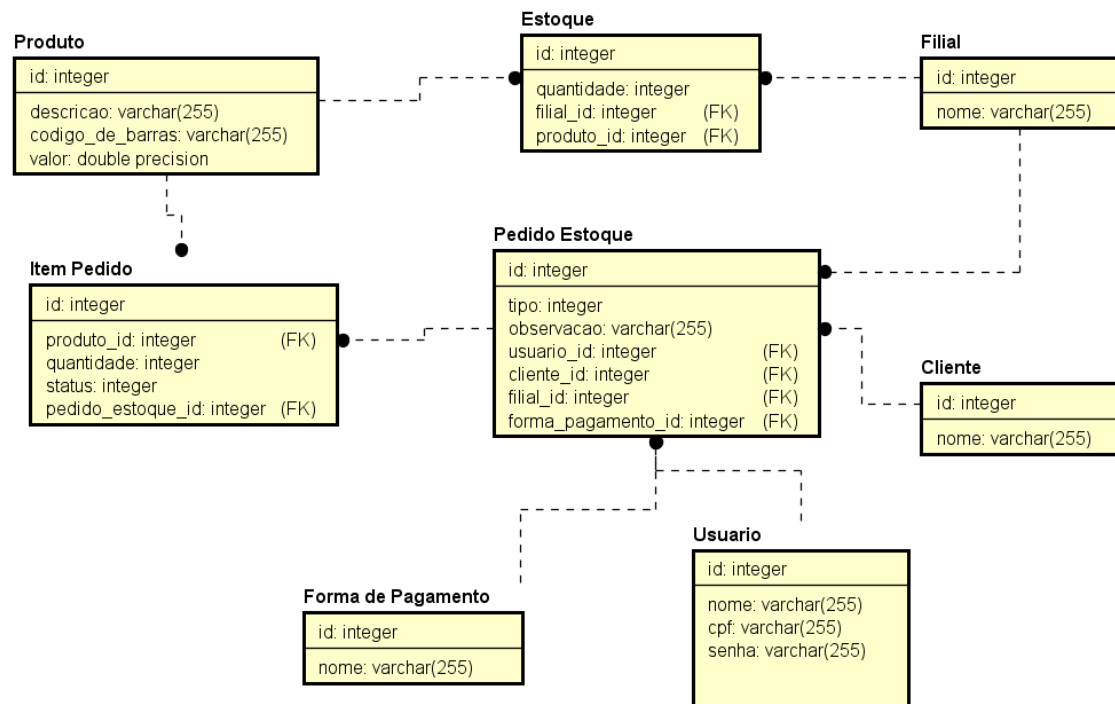 Produto
id: integer
descricao: varchar(255)
codigo_de_barras: varchar(255)
valor: double precision
Estoque
id: integer
quantidade: integer
filial_id: integer (FK)
produto_id: integer (FK)
Filial
id: integer
nome: varchar(255)
Item Pedido
id: integer
produto_id: integer (FK)
quantidade: integer
status: integer
pedido_estoque_id: integer (FK)
Pedido Estoque
id: integer
tipo: integer
observacao: varchar(255)
usuario_id: integer (FK)
cliente_id: integer (FK)
filial_id: integer (FK)
forma_pagamento_id: integer (FK)
Cliente
id: integer
nome: varchar(255)
Forma de Pagamento
id: integer
nome: varchar(255)
Usuario
id: integer
nome: varchar(255)
cpf: varchar(255)
senha: varchar(255)